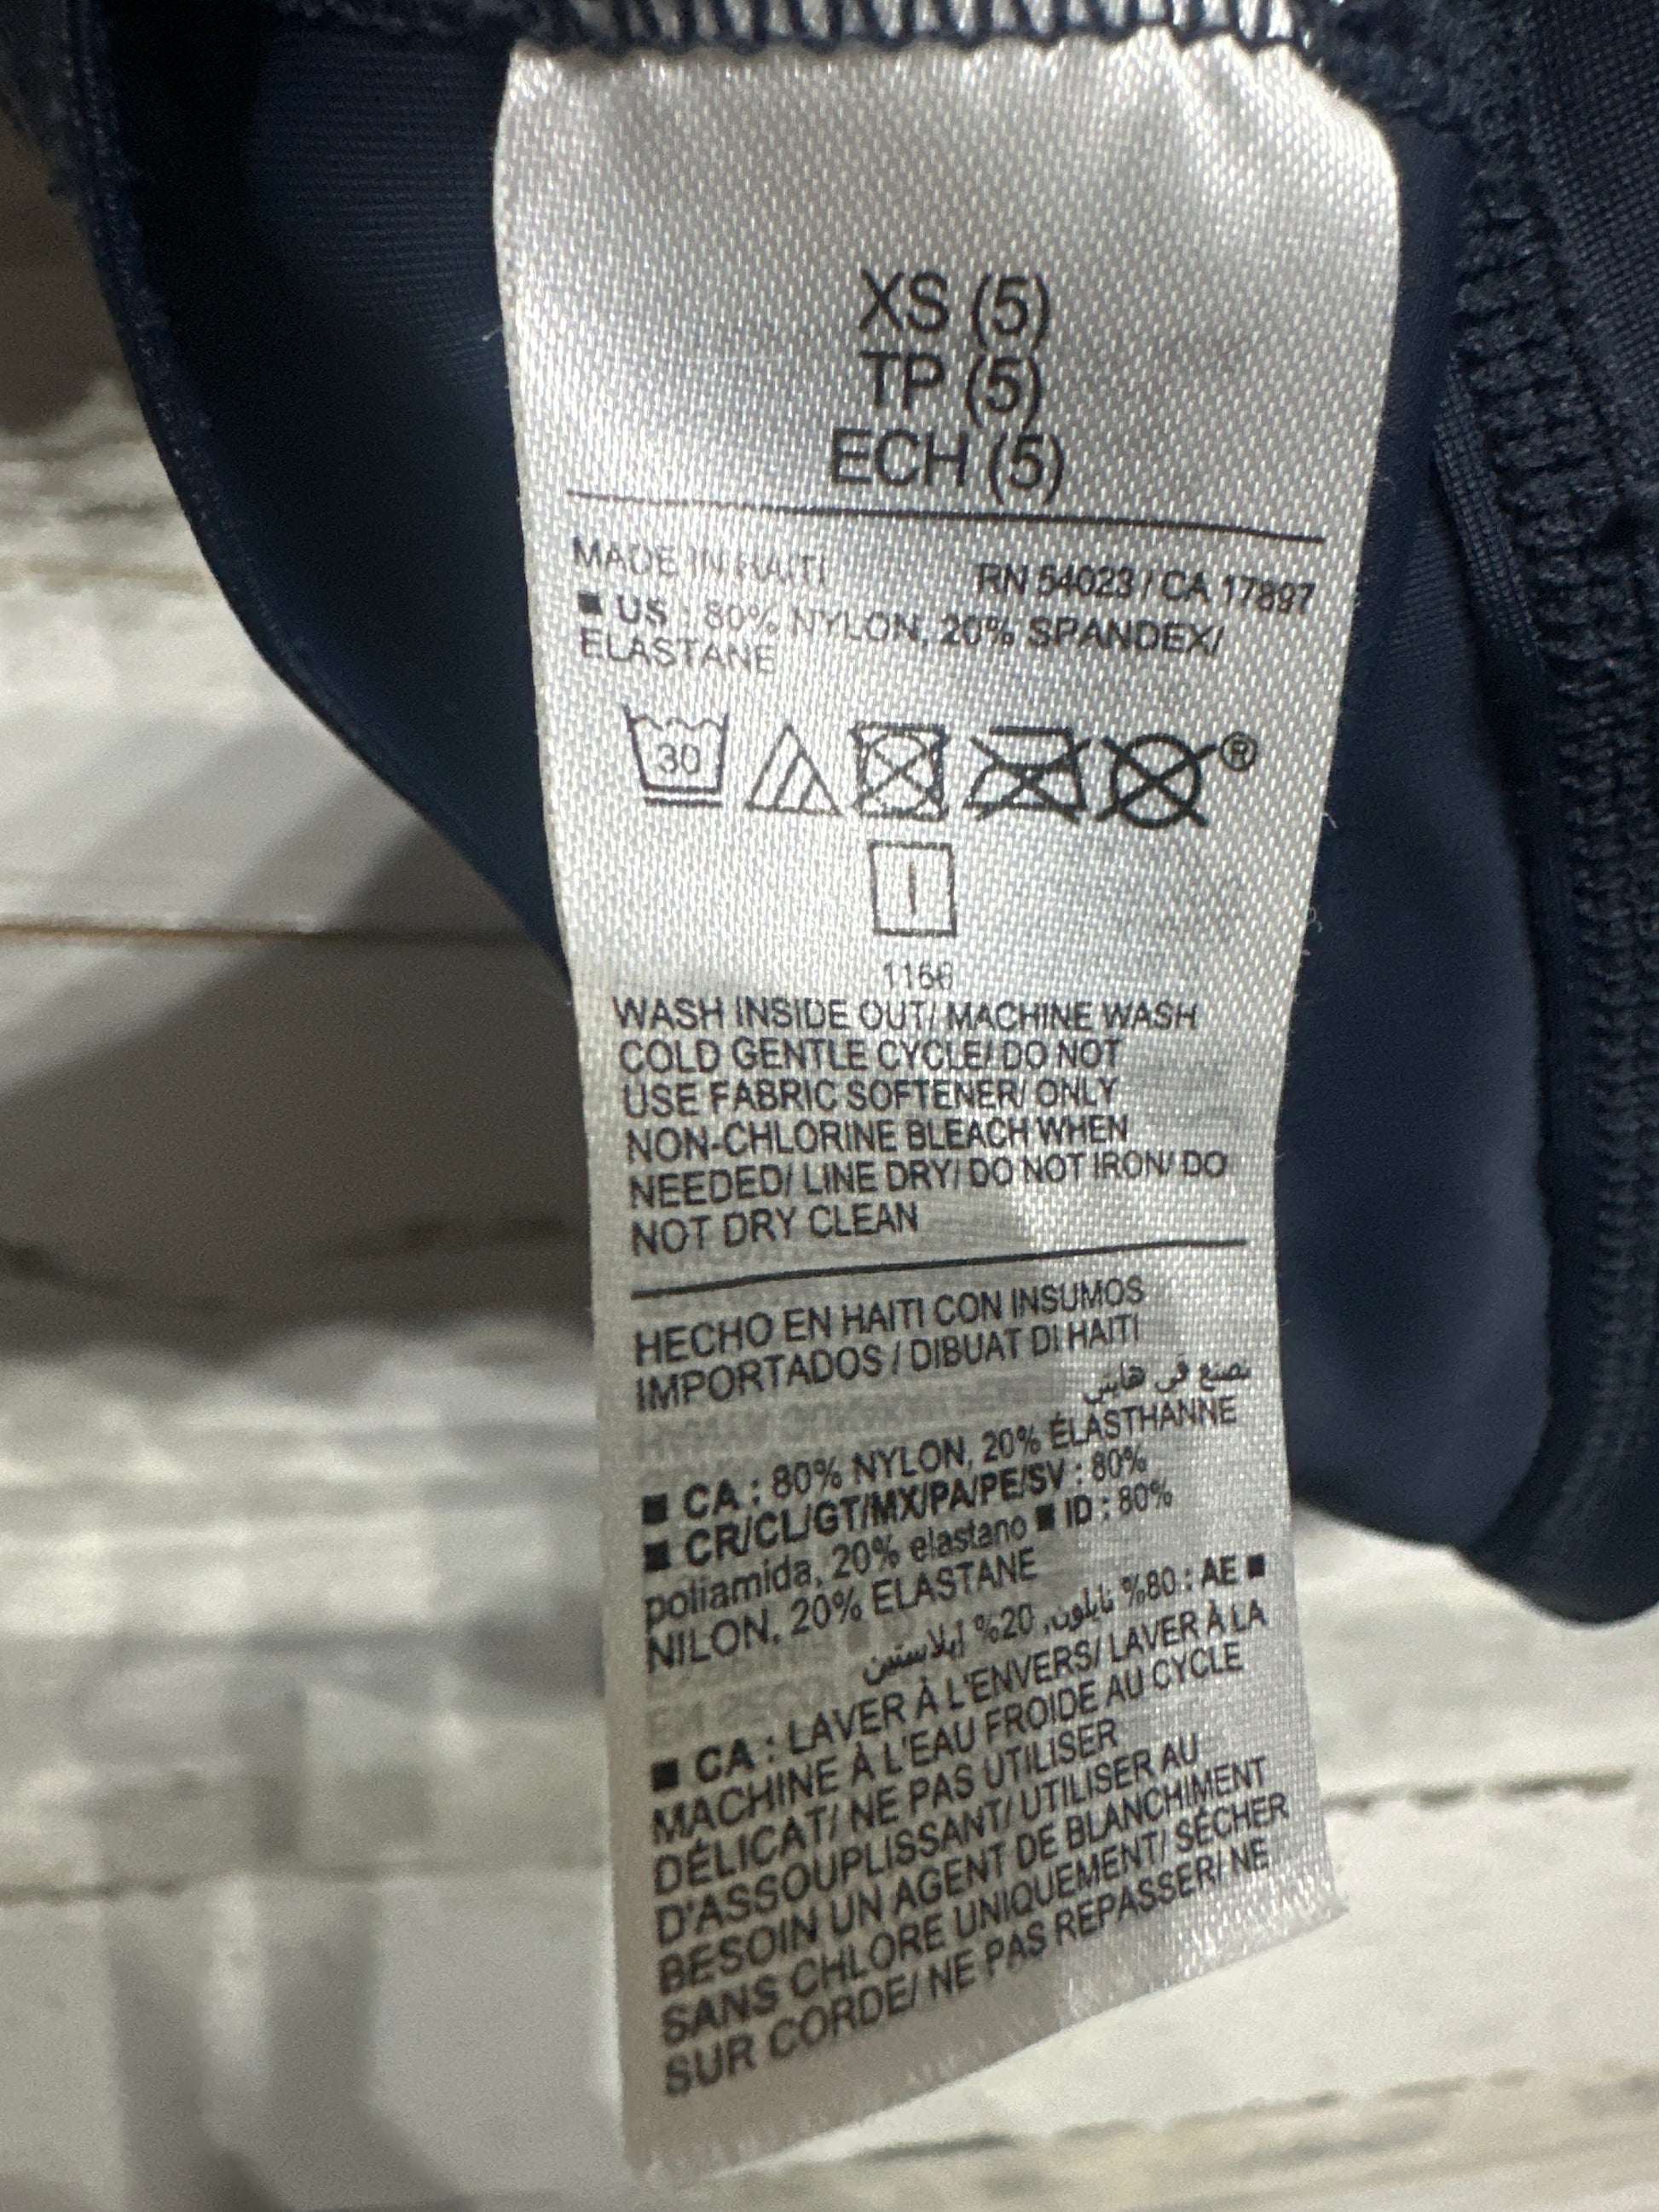 XS (5)
TP (5)
ECH (5)
MADE IN HAITI RN 54023 / CA 17897
■ US : 80% NYLON, 20% SPANDEX/
ELASTANE
30
®
1166
WASH INSIDE OUT/ MACHINE WASH
COLD GENTLE CYCLE/ DO NOT
USE FABRIC SOFTENER/ ONLY
NON-CHLORINE BLEACH WHEN
NEEDED/ LINE DRY/ DO NOT IRON/ DO
NOT DRY CLEAN
HECHO EN HAITI CON INSUMOS
IMPORTADOS / DIBUAT DI HAITI
تصنع في هايتي
■ CA : 80% NYLON, 20% ÉLASTHANNE
■ CR/CL/GT/MX/PA/PE/SV : 80%
poliamida, 20% elastano ■ ID : 80%
NILON, 20% ELASTANE
■ AE : 80% نايلون, 20% ايلاستين
■ CA : LAVER À L'ENVERS/ LAVER À LA
MACHINE À L'EAU FROIDE AU CYCLE
DÉLICAT/ NE PAS UTILISER
D'ASSOUPLISSANT/ UTILISER AU
BESOIN UN AGENT DE BLANCHIMENT
SANS CHLORE UNIQUEMENT/ SÉCHER
SUR CORDE/ NE PAS REPASSER/ NE